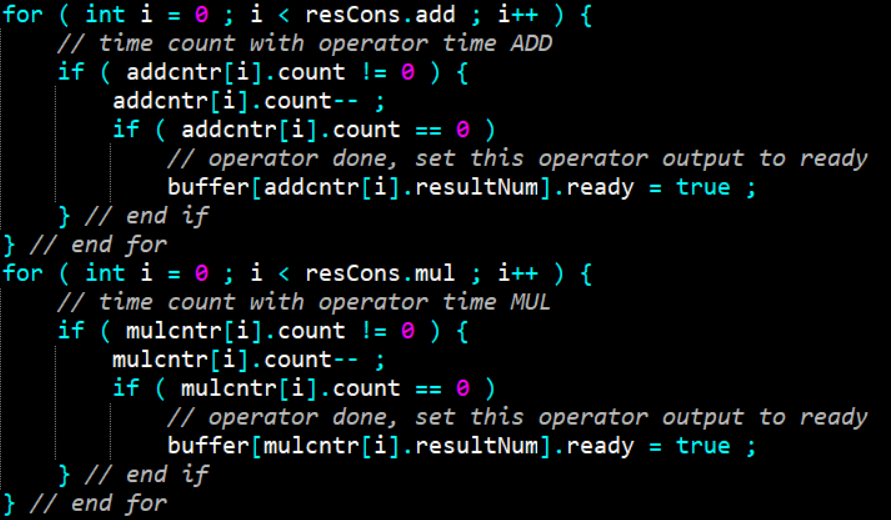 for ( int i = 0 ; i < resCons.add ; i++ ) {
    // time count with operator time ADD
    if ( addcntr[i].count != 0 ) {
        addcntr[i].count-- ;
        if ( addcntr[i].count == 0 )
            // operator done, set this operator output to ready
            buffer[addcntr[i].resultNum].ready = true ;
    } // end if
} // end for
for ( int i = 0 ; i < resCons.mul ; i++ ) {
    // time count with operator time MUL
    if ( mulcntr[i].count != 0 ) {
        mulcntr[i].count-- ;
        if ( mulcntr[i].count == 0 )
            // operator done, set this operator output to ready
            buffer[mulcntr[i].resultNum].ready = true ;
    } // end if
} // end for